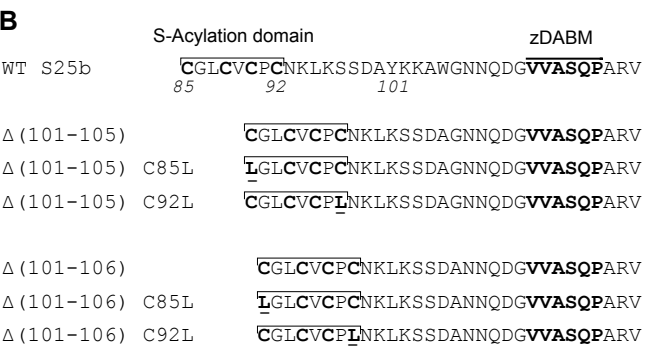 B
S-Acylation domain zDABM
WT S25b CGLCVCPCNKLKSSDAYKKAWGNNQDGVVASQPARV
85 92 101
Δ(101-105) CGLCVCPCNKLKSSDAGNNQDGVVASQPARV
Δ(101-105) C85L LGLCVCPCNKLKSSDAGNNQDGVVASQPARV
Δ(101-105) C92L CGLCVCPLNKLKSSDAGNNQDGVVASQPARV
Δ(101-106) CGLCVCPCNKLKSSDANNQDGVVASQPARV
Δ(101-106) C85L LGLCVCPCNKLKSSDANNQDGVVASQPARV
Δ(101-106) C92L CGLCVCPLNKLKSSDANNQDGVVASQPARV